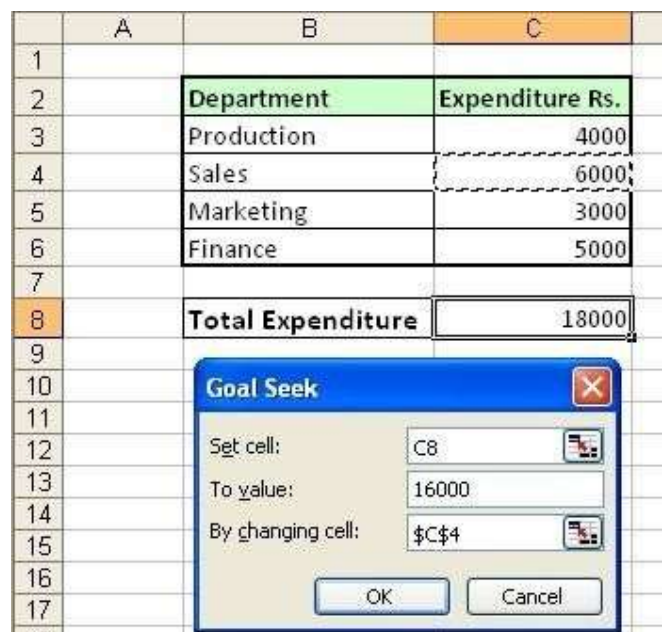 A B C
1
2 Department Expenditure Rs.
3 Production 4000
4 Sales 6000
5 Marketing 3000
6 Finance 5000
7
8 Total Expenditure 18000
9
10 Goal Seek
11
12 Set cell: C8
13 To value: 16000
14
15 By changing cell: $C$4
16 OK Cancel
17